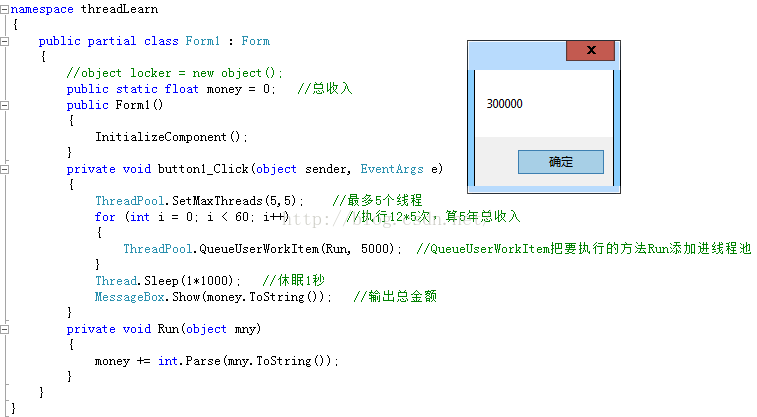 namespace threadLearn
{
public partial class Form1 : Form
{
//object locker = new object();
public static float money = 0; //总收入
public Form1()
{
InitializeComponent();
}
private void button1_Click(object sender, EventArgs e)
{
ThreadPool.SetMaxThreads(5,5); //最多5个线程
for (int i = 0; i < 60; i++) //执行12*5次，算5年总收入
http://blog.csdn.net/
{
ThreadPool.QueueUserWorkItem(Run, 5000); //QueueUserWorkItem把要执行的方法Run添加进线程池
}
Thread.Sleep(1*1000); //休眠1秒
MessageBox.Show(money.ToString()); //输出总金额
}
private void Run(object mny)
{
money += int.Parse(mny.ToString());
}
}
}
X
300000
确定